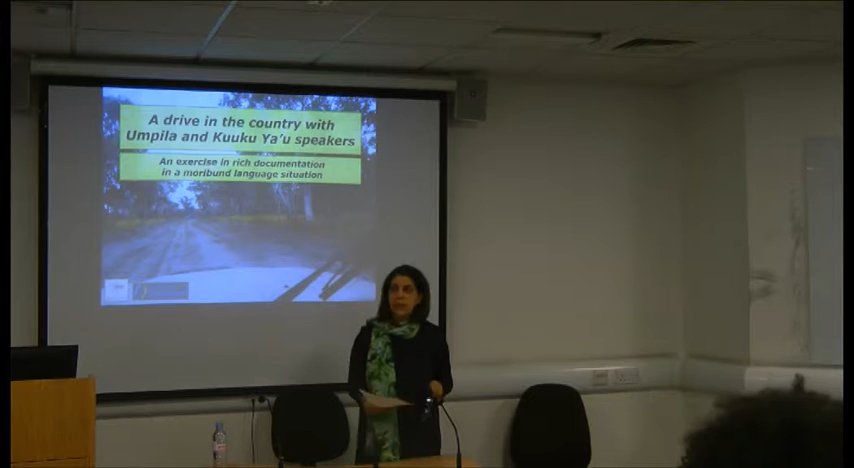 A drive in the country with
Umpila and Kuuku Ya'u speakers
An exercise in rich documentation
in a moribund language situation